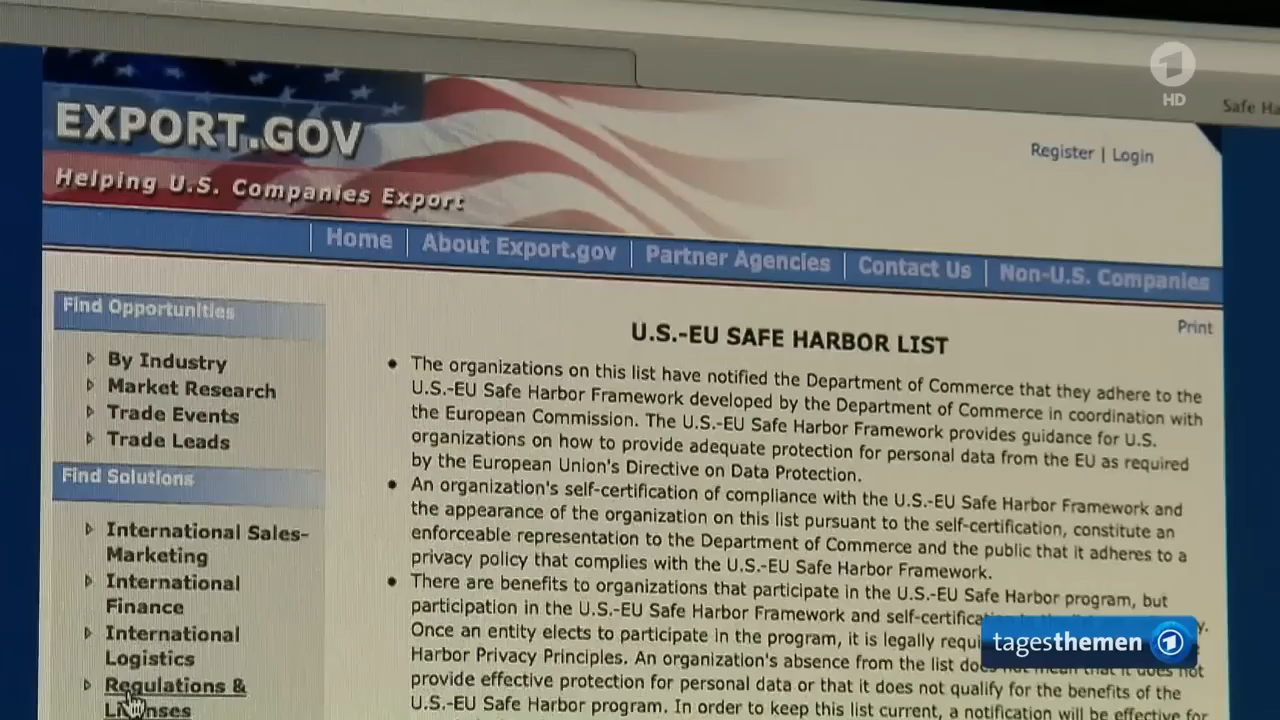 HD
Safe Ha
EXPORT.GOV
Helping U.S. Companies Export
Register | Login
Home
About Export.gov
Partner Agencies
Contact Us
Non-U.S. Companies
Find Opportunities
By Industry
Market Research
Trade Events
Trade Leads
Find Solutions
International Sales-
Marketing
International
Finance
International
Logistics
Regulations &
Print
U.S.-EU SAFE HARBOR LIST
The organizations on this list have notified the Department of Commerce that they adhere to the
U.S.-EU Safe Harbor Framework developed by the Department of Commerce in coordination with
the European Commission. The U.S.-EU Safe Harbor Framework provides guidance for U.S.
organizations on how to provide adequate protection for personal data from the EU as required
by the European Union's Directive on Data Protection.
An organization's self-certification of compliance with the U.S.-EU Safe Harbor Framework and
the appearance of the organization on this list pursuant to the self-certification, constitute an
enforceable representation to the Department of Commerce and the public that it adheres to a
privacy policy that complies with the U.S.-EU Safe Harbor Framework.
There are benefits to organizations that participate in the U.S.-EU Safe Harbor program, but
participation in the U.S.-EU Safe Harbor Framework and
Once an entity elects to participate in the program, it is legally
Harbor Privacy Principles. An organization's absence from the list does not mean that it does not
provide effective protection for personal data or that it does not qualify for the benefits of the
U.S.-EU Safe Harbor program. In order to keep this list current, a notification will be effective for
tagesthemen